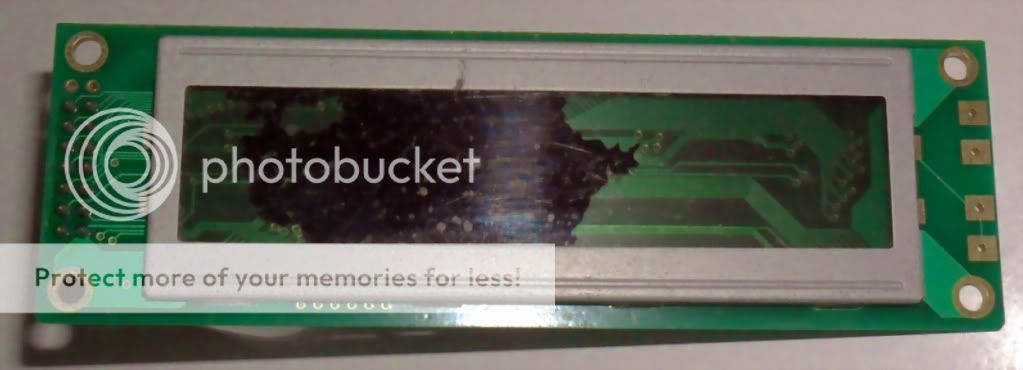 photobucket
Protect more of your memories for less!